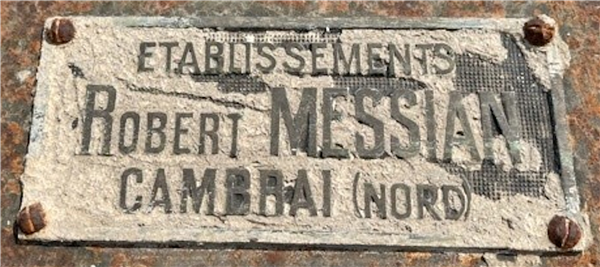 ETABLISSEMENTS
ROBERT MESSIAN
CAMBRAI (NORD)